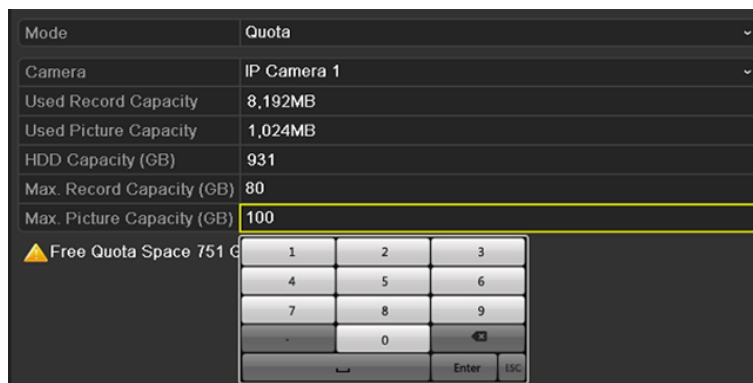 Mode Quota
Camera IP Camera 1
Used Record Capacity 8,192MB
Used Picture Capacity 1,024MB
HDD Capacity (GB) 931
Max. Record Capacity (GB) 80
Max. Picture Capacity (GB) 100
Free Quota Space 751 G
1 2 3
4 5 6
7 8 9
. 0
Enter ESC